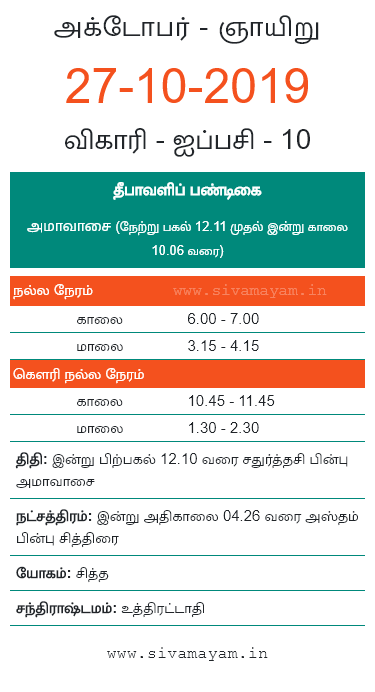 அக்டோபர் - ஞாயிறு
27-10-2019
விகாரி - ஐப்பசி - 10
தீபாவளிப் பண்டிகை
அமாவாசை (நேற்று பகல் 12.11 முதல் இன்று காலை
10.06 வரை)
நல்ல நேரம் www.sivamayam.in
காலை 6.00 - 7.00
மாலை 3.15 - 4.15
கௌரி நல்ல நேரம்
காலை 10.45 - 11.45
மாலை 1.30 - 2.30
திதி: இன்று பிற்பகல் 12.10 வரை சதுர்த்தசி பின்பு
அமாவாசை
நட்சத்திரம்: இன்று அதிகாலை 04.26 வரை அஸ்தம்
பின்பு சித்திரை
யோகம்: சித்த
சந்திராஷ்டமம்: உத்திரட்டாதி
www.sivamayam.in